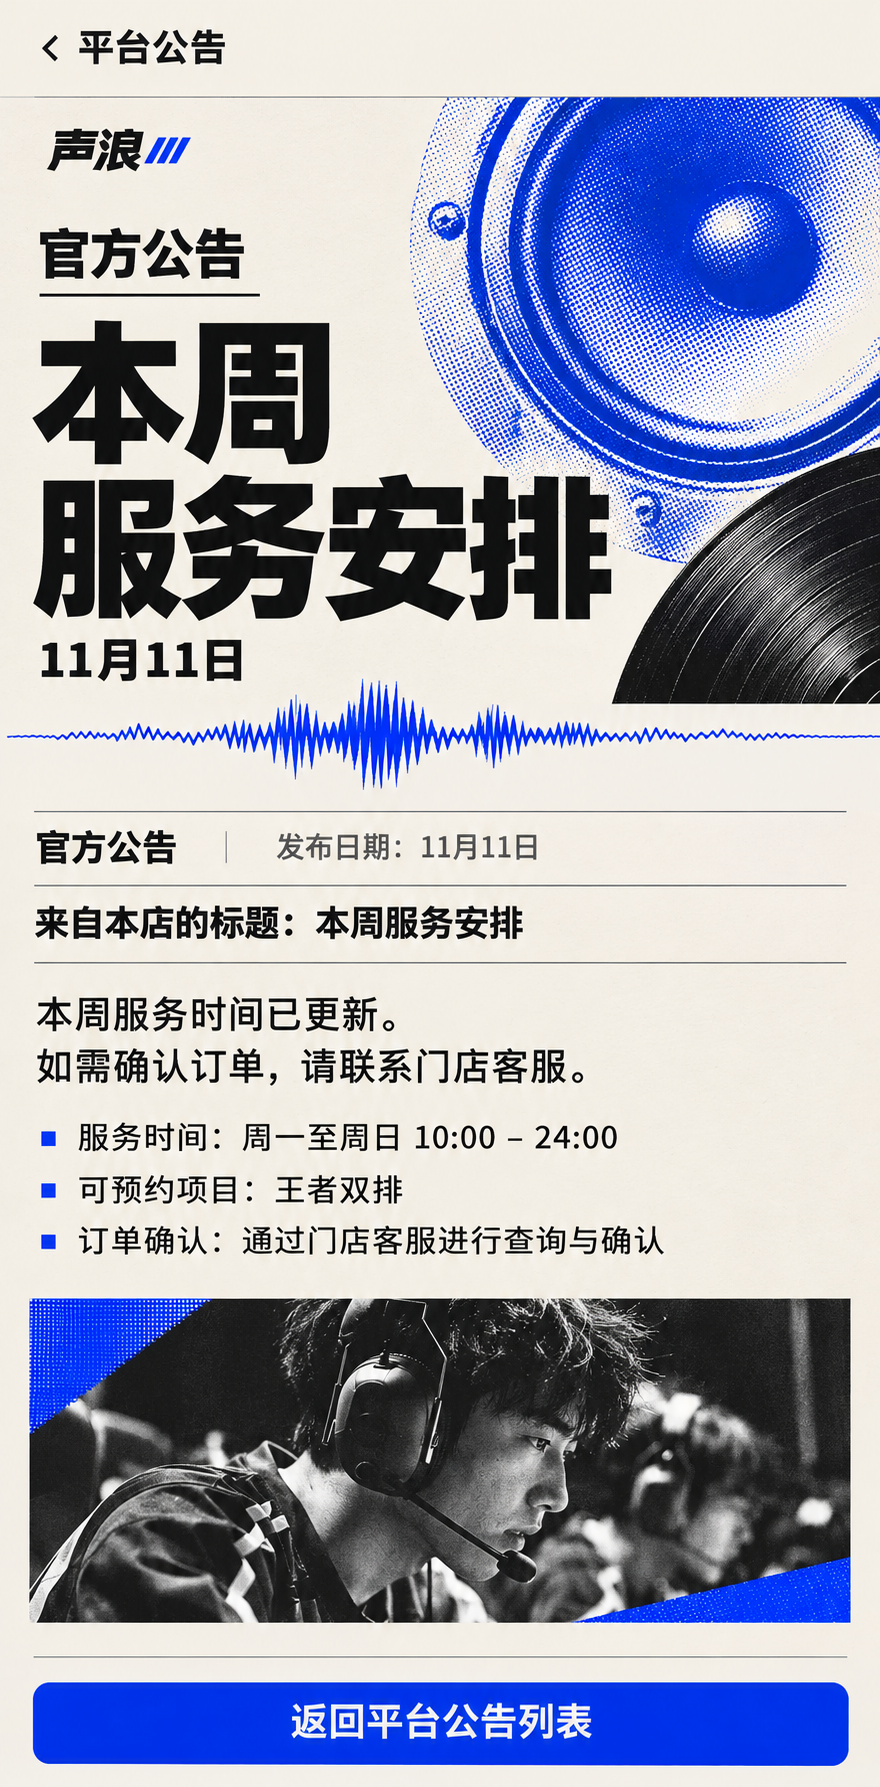 平台公告
声浪
官方公告
本周
服务安排
11月11日
官方公告
发布日期：11月11日
来自本店的标题：本周服务安排
本周服务时间已更新。
如需确认订单，请联系门店客服。
服务时间：周一至周日 10:00 – 24:00
可预约项目：王者双排
订单确认：通过门店客服进行查询与确认
返回平台公告列表